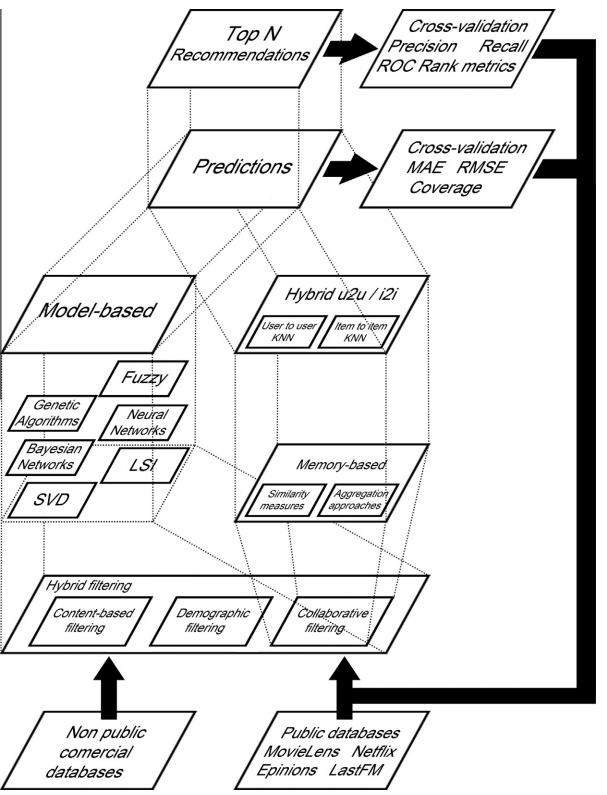 Top N
Recommendations
Cross-validation
Precision Recall
ROC Rank metrics
Predictions
Cross-validation
MAE RMSE
Coverage
Model-based
Hybrid u2u / i2i
User to user
KNN
Item to item
KNN
Fuzzy
Genetic
Algorithms
Neural
Networks
Bayesian
Networks
LSI
SVD
Memory-based
Similarity
measures
Aggregation
approaches
Hybrid filtering
Content-based
filtering
Demographic
filtering
Collaborative
filtering
Non public
comercial
databases
Public databases
MovieLens Netflix
Epinions LastFM